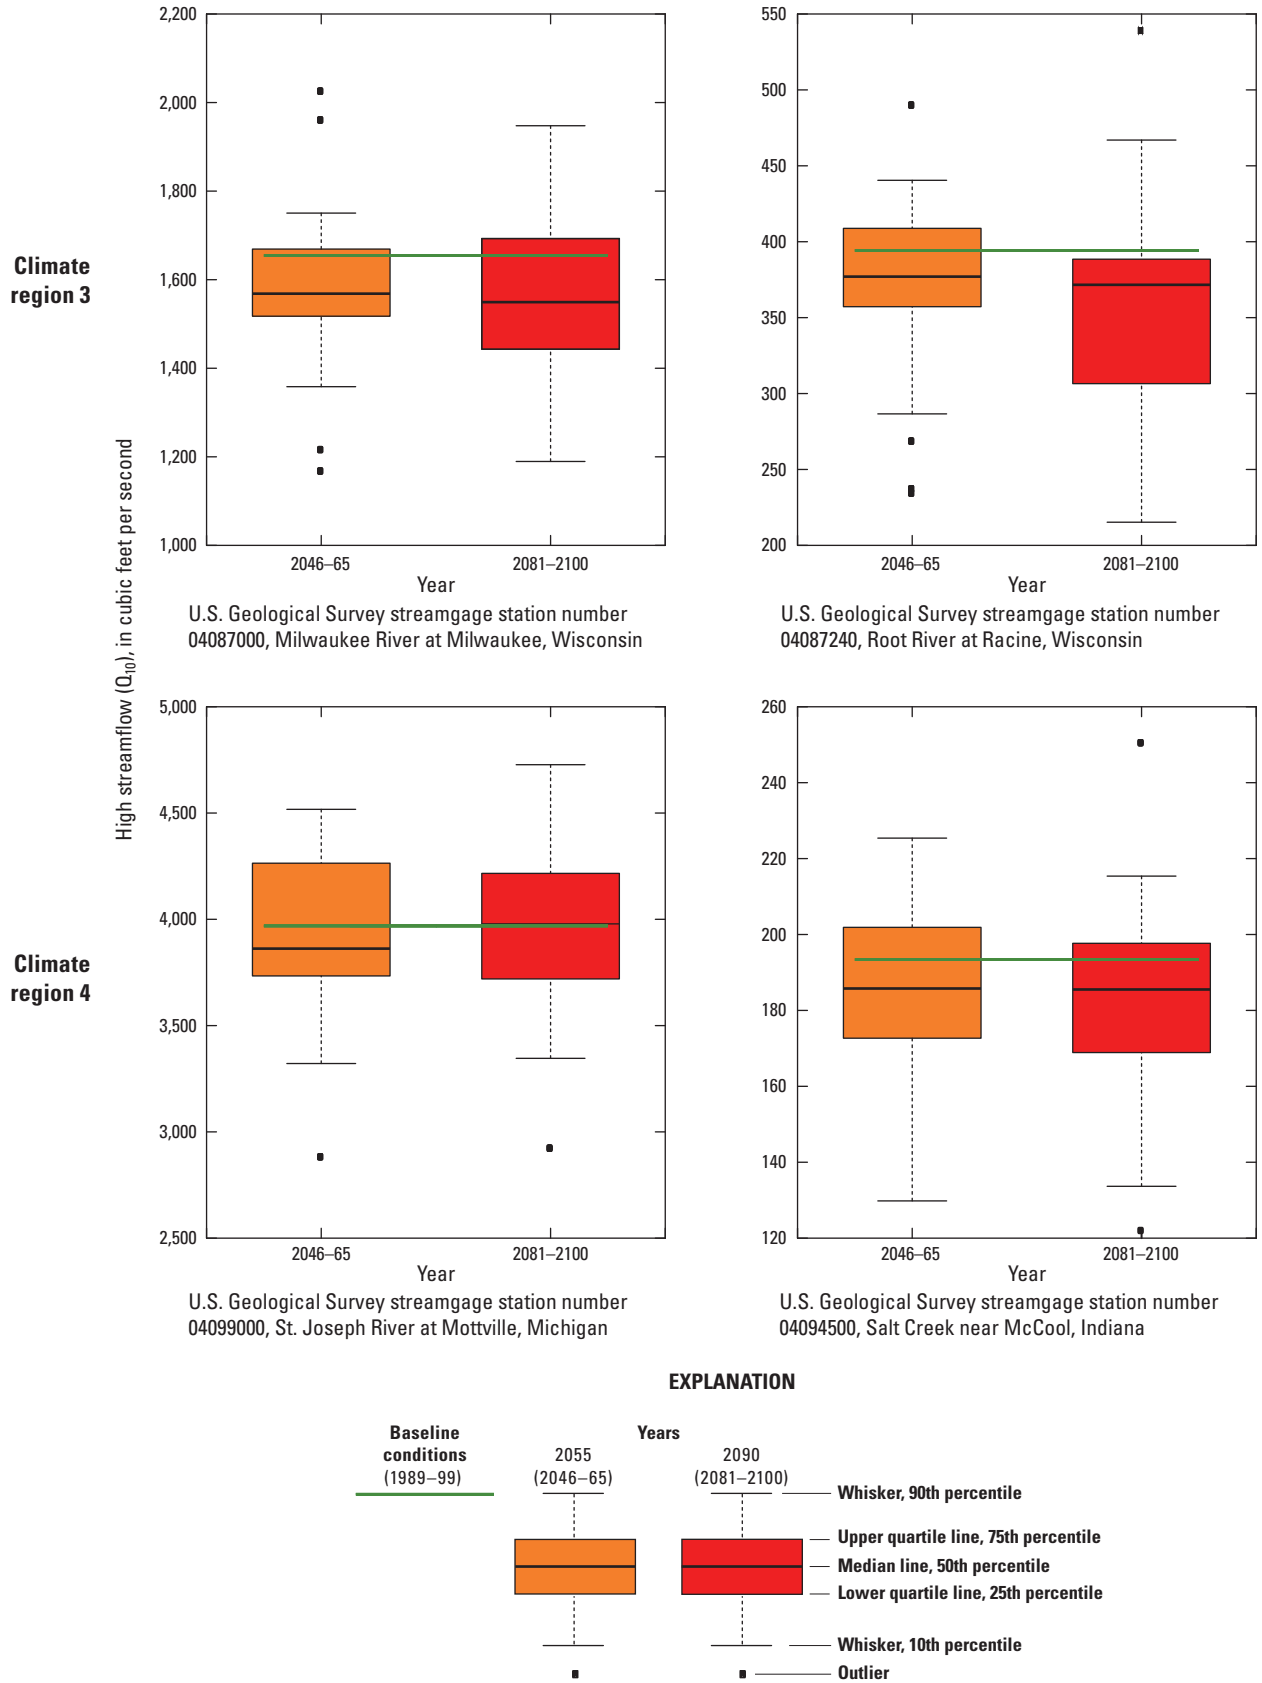 High streamflow (Q10), in cubic feet per second
Climate
region 3
2,200
2,000
1,800
1,600
1,400
1,200
1,000
2046–65
2081–2100
Year
U.S. Geological Survey streamgage station number
04087000, Milwaukee River at Milwaukee, Wisconsin
550
500
450
400
350
300
250
200
2046–65
2081–2100
Year
U.S. Geological Survey streamgage station number
04087240, Root River at Racine, Wisconsin
Climate
region 4
5,000
4,500
4,000
3,500
3,000
2,500
2046–65
2081–2100
Year
U.S. Geological Survey streamgage station number
04099000, St. Joseph River at Mottville, Michigan
260
240
220
200
180
160
140
120
2046–65
2081–2100
Year
U.S. Geological Survey streamgage station number
04094500, Salt Creek near McCool, Indiana
EXPLANATION
Baseline
conditions
(1989–99)
Years
2055
(2046–65)
2090
(2081–2100)
Whisker, 90th percentile
Upper quartile line, 75th percentile
Median line, 50th percentile
Lower quartile line, 25th percentile
Whisker, 10th percentile
Outlier